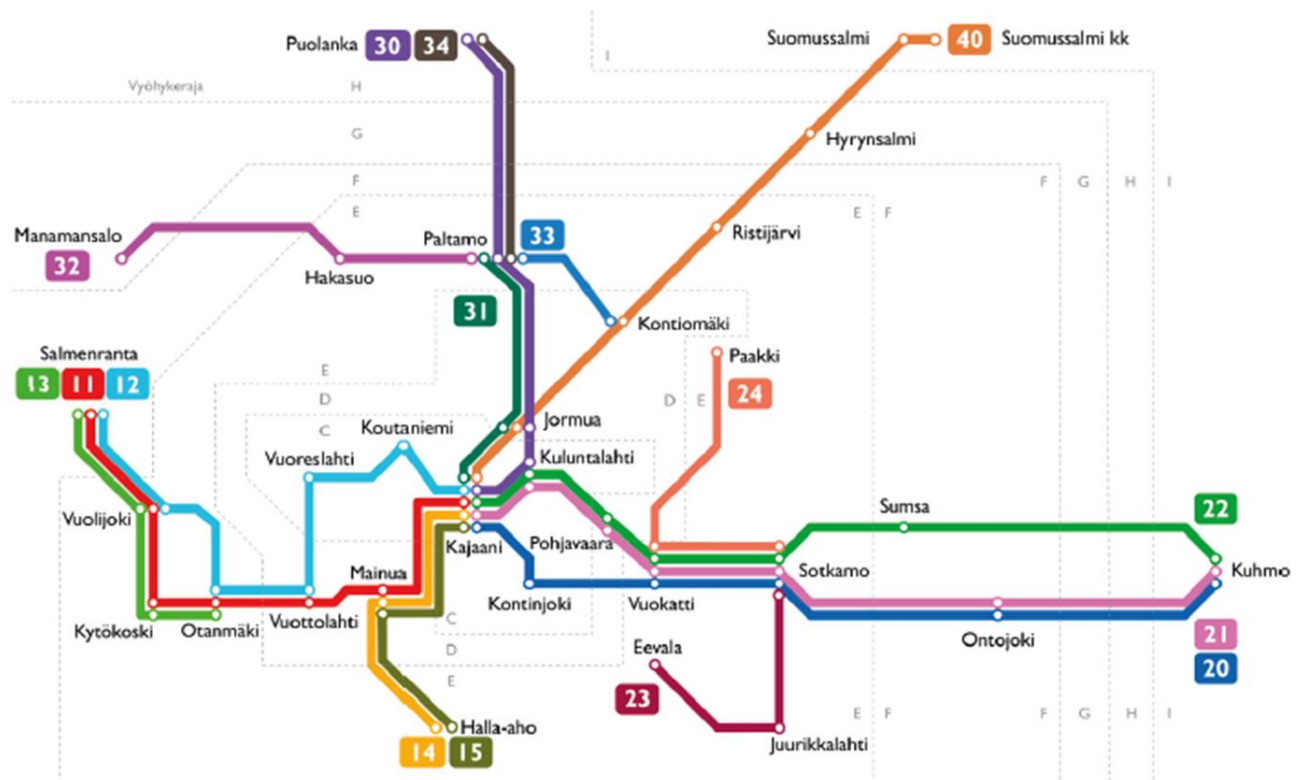 Puolanka 30 34
Suomussalmi 40 Suomussalmi kk
I
Vyöhykeraja H
G
Hyrynsalmi
F
F G H I
E
E F
Manamansalo
32
Hakasuo
Paltamo
33
Ristijärvi
31
Kontiomäki
Salmenranta
13 11 12
E
D
C
Paakki
24
D E
Koutaniemi
Jormua
Vuoreslahti
Kuluntalahti
Vuolijoki
Kajaani
Pohjavaara
Sumsa
22
Sotkamo
Kuhmo
Mainua
Kytökoski
Otanmäki
Vuottolahti
Kontinjoki
Vuokatti
Ontojoki
21
20
C
D
E
Eevala
23
Juurikkalahti
Halla-aho
14 15
E F
F G H I